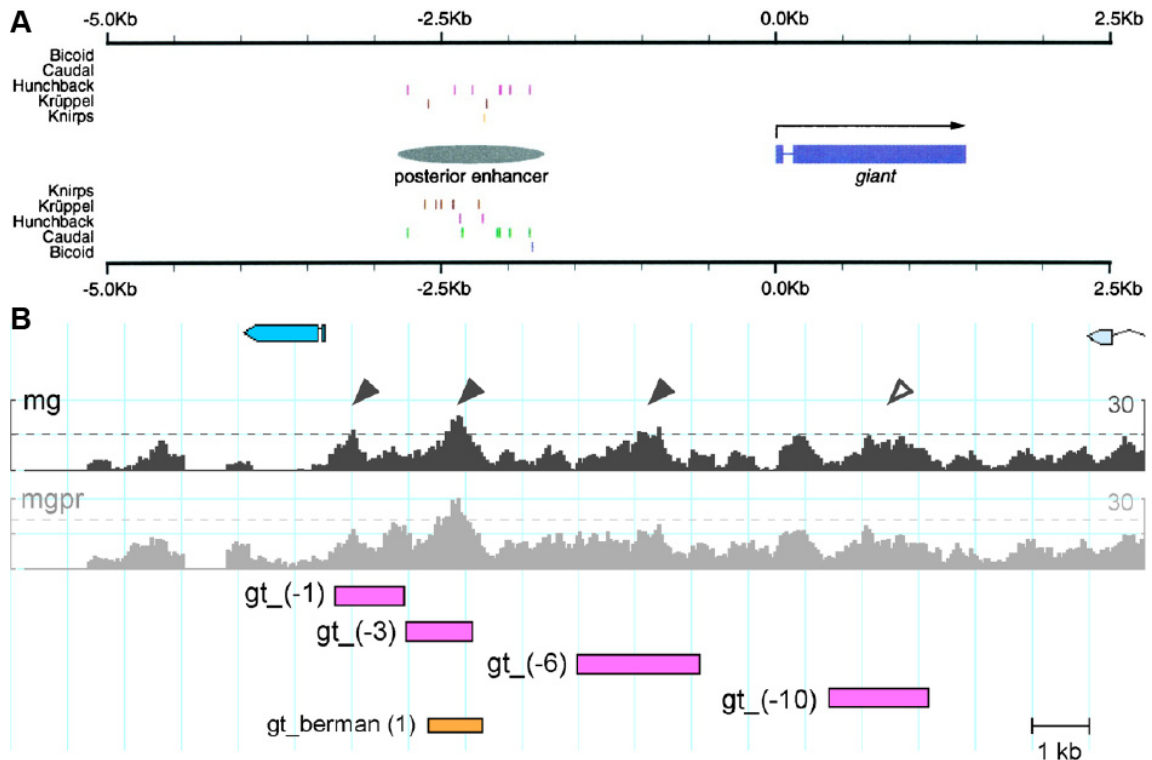 A
-5.0Kb -2.5Kb 0.0Kb 2.5Kb
Bicoid
Caudal
Hunchback
Krüppel
Knirps
posterior enhancer
giant
Knirps
Krüppel
Hunchback
Caudal
Bicoid
-5.0Kb -2.5Kb 0.0Kb 2.5Kb
B
mg 30
mgpr 30
gt_(-1)
gt_(-3)
gt_(-6)
gt_(-10)
gt_berman (1)
1 kb